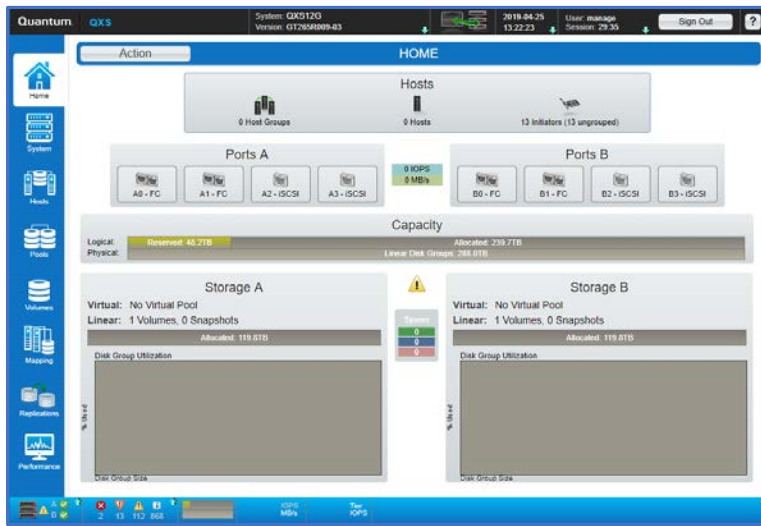 Quantum. QXS
System: QXS12G
Version: GT265R009-03
2019-04-25
13:22:23
User: manage
Session: 29:35
Sign Out
?
Action
HOME
Home
System
Hosts
Pools
Volumes
Mapping
Replications
Performance
Hosts
0 Host Groups
0 Hosts
13 Initiators (13 ungrouped)
Ports A
A0 - FC
A1 - FC
A2 - iSCSI
A3 - iSCSI
0 IOPS
0 MB/s
Ports B
B0 - FC
B1 - FC
B2 - iSCSI
B3 - iSCSI
Capacity
Logical: Reserved: 48.2TB Allocated: 239.7TB
Physical: Linear Disk Groups: 288.0TB
Storage A
Virtual: No Virtual Pool
Linear: 1 Volumes, 0 Snapshots
Allocated: 119.8TB
Disk Group Utilization
% Used
Disk Group Size
Spares
0
0
0
Storage B
Virtual: No Virtual Pool
Linear: 1 Volumes, 0 Snapshots
Allocated: 119.8TB
Disk Group Utilization
% Used
Disk Group Size
A
B
2 13 112 868
IOPS
MB/s
Tier
IOPS